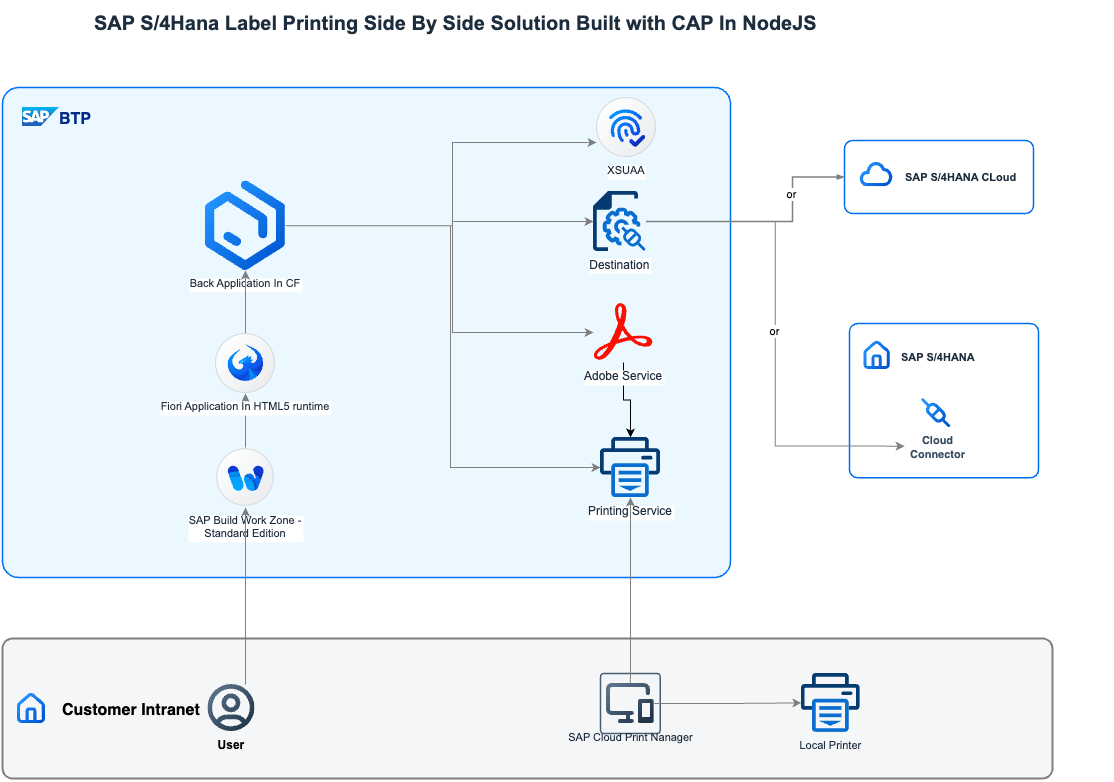 SAP S/4Hana Label Printing Side By Side Solution Built with CAP In NodeJS
SAP BTP
XSUAA
Back Application In CF
Destination
or
SAP S/4HANA CLoud
or
Adobe Service
SAP S/4HANA
Cloud
Connector
Fiori Application In HTML5 runtime
SAP Build Work Zone -
Standard Edition
Printing Service
Customer Intranet
User
SAP Cloud Print Nanager
Local Printer